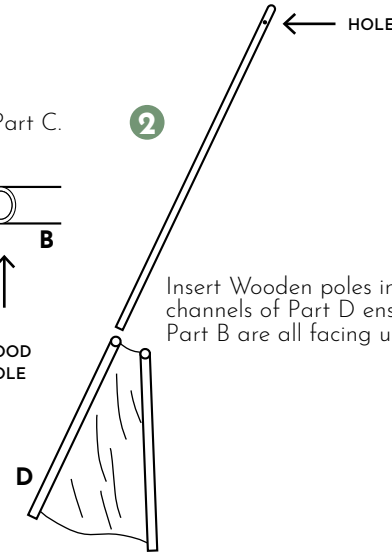 HOLE
Part C.
2
B
Insert Wooden poles in
channels of Part D ens
Part B are all facing u
OOD
OLE
D